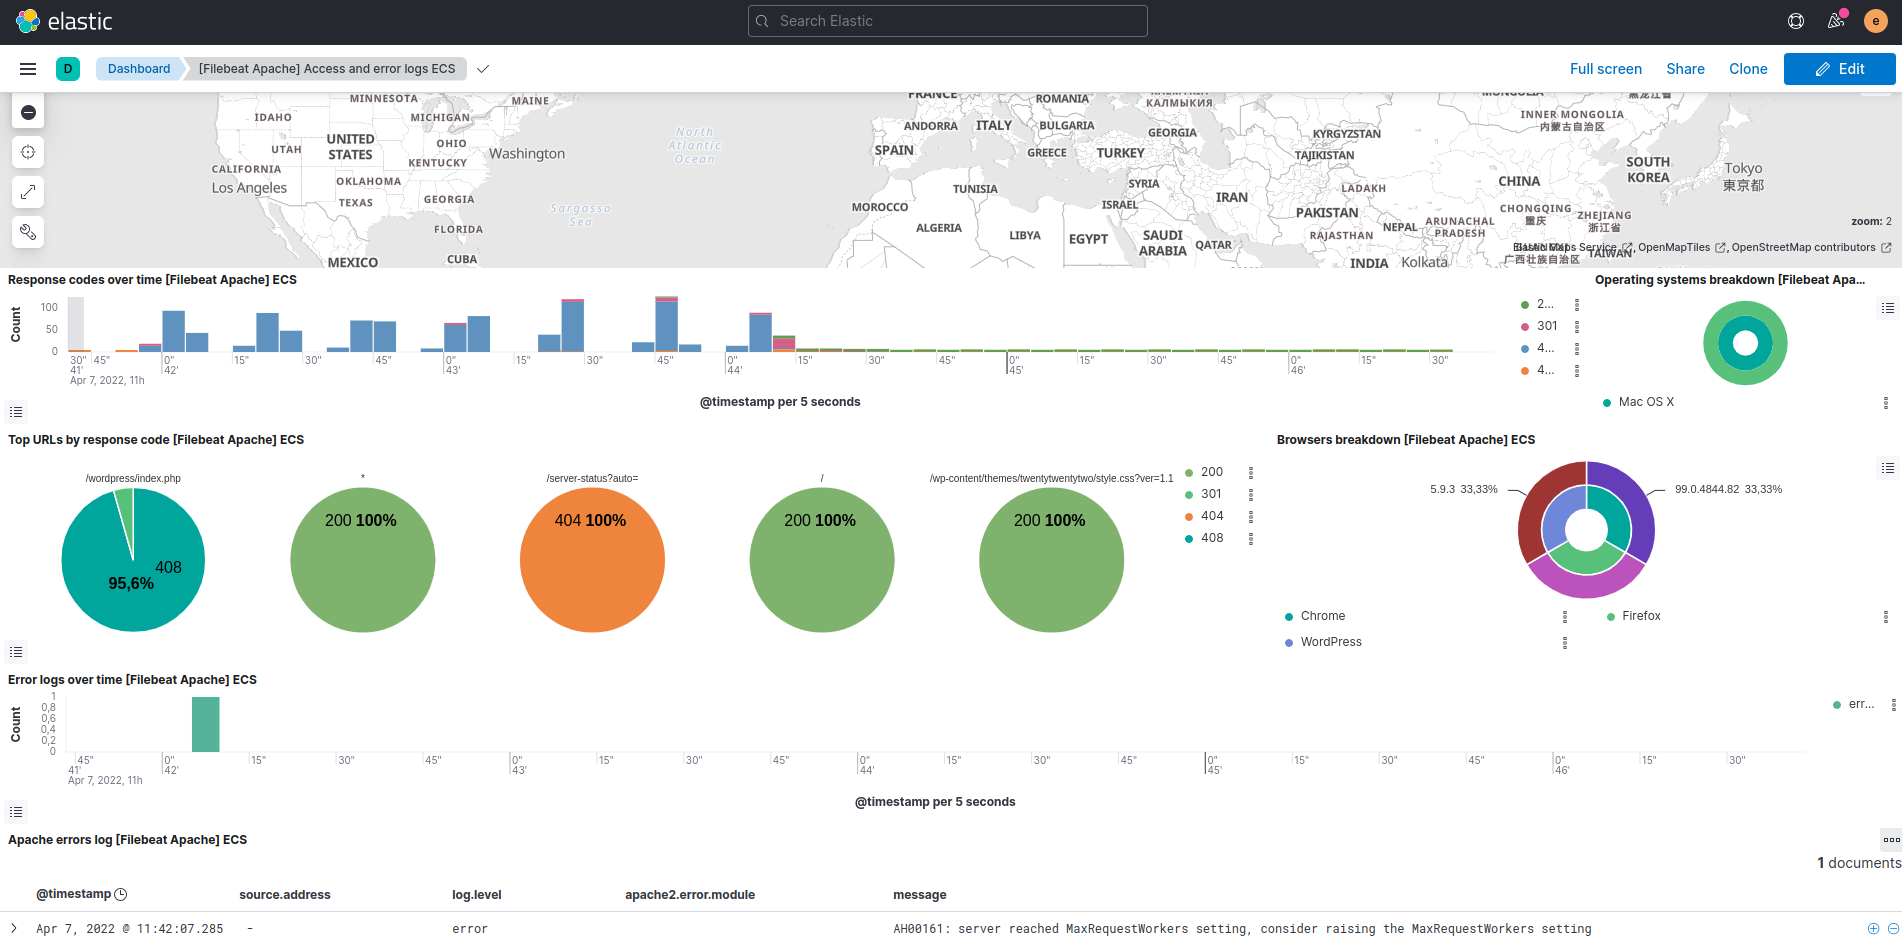 elastic
Search Elastic
e
D
Dashboard
[Filebeat Apache] Access and error logs ECS
Full screen
Share
Clone
Edit
MINNESOTA
MAINE
IDAHO
MICHIGAN
UTAH
UNITED
STATES
OHIO
Washington
KENTUCKY
CALIFORNIA
Los Angeles
OKLAHOMA
TEXAS
GEORGIA
FLORIDA
MEXICO
CUBA
North
Atlantic
Ocean
Sargasso
Sea
FRANCE
ROMANIA
КАЛМЫКИЯ
ANDORRA
ITALY
BULGARIA
GEORGIA
SPAIN
GREECE
TURKEY
TUNISIA
SYRIA
MOROCCO
ISRAEL
IRAN
ALGERIA
LIBYA
EGYPT
SAUDI
ARABIA
QATAR
MONGOLIA
黑龙江省
INNER MONGOLIA
内蒙古自治区
KYRGYZSTAN
TAJIKISTAN
SOUTH
KOREA
Tokyo
東京都
CHINA
LADAKH
PAKISTAN
CHONGQING
重庆
ZHEJIANG
浙江省
ARUNACHAL
PRADESH
NEPAL
RAJASTHAN
INDIA
Kolkata
广西壮族自治区
TAIWAN
zoom: 2
Elastic Maps Service , OpenMapTiles , OpenStreetMap contributors
Response codes over time [Filebeat Apache] ECS
Count
100
50
0
30" 45" 0" 15" 30" 45" 0" 15" 30" 45" 0" 15" 30" 45" 0" 15" 30" 45" 0" 15" 30"
41' 42' 43' 44' 45' 46'
Apr 7, 2022, 11h
@timestamp per 5 seconds
2...
301
4...
4...
Operating systems breakdown [Filebeat Apa...
Mac OS X
Top URLs by response code [Filebeat Apache] ECS
/wordpress/index.php
*
/server-status?auto=
/
/wp-content/themes/twentytwentytwo/style.css?ver=1.1
408
95,6%
200 100%
404 100%
200 100%
200 100%
200
301
404
408
Browsers breakdown [Filebeat Apache] ECS
5.9.3 33,33%
99.0.4844.82 33,33%
Chrome
Firefox
WordPress
Error logs over time [Filebeat Apache] ECS
Count
1
0,8
0,6
0,4
0,2
0
45" 0" 15" 30" 45" 0" 15" 30" 45" 0" 15" 30" 45" 0" 15" 30" 45" 0" 15" 30"
41' 42' 43' 44' 45' 46'
Apr 7, 2022, 11h
@timestamp per 5 seconds
err...
Apache errors log [Filebeat Apache] ECS
1 documents
@timestamp source.address log.level apache2.error.module message
Apr 7, 2022 @ 11:42:07.285 - error AH00161: server reached MaxRequestWorkers setting, consider raising the MaxRequestWorkers setting